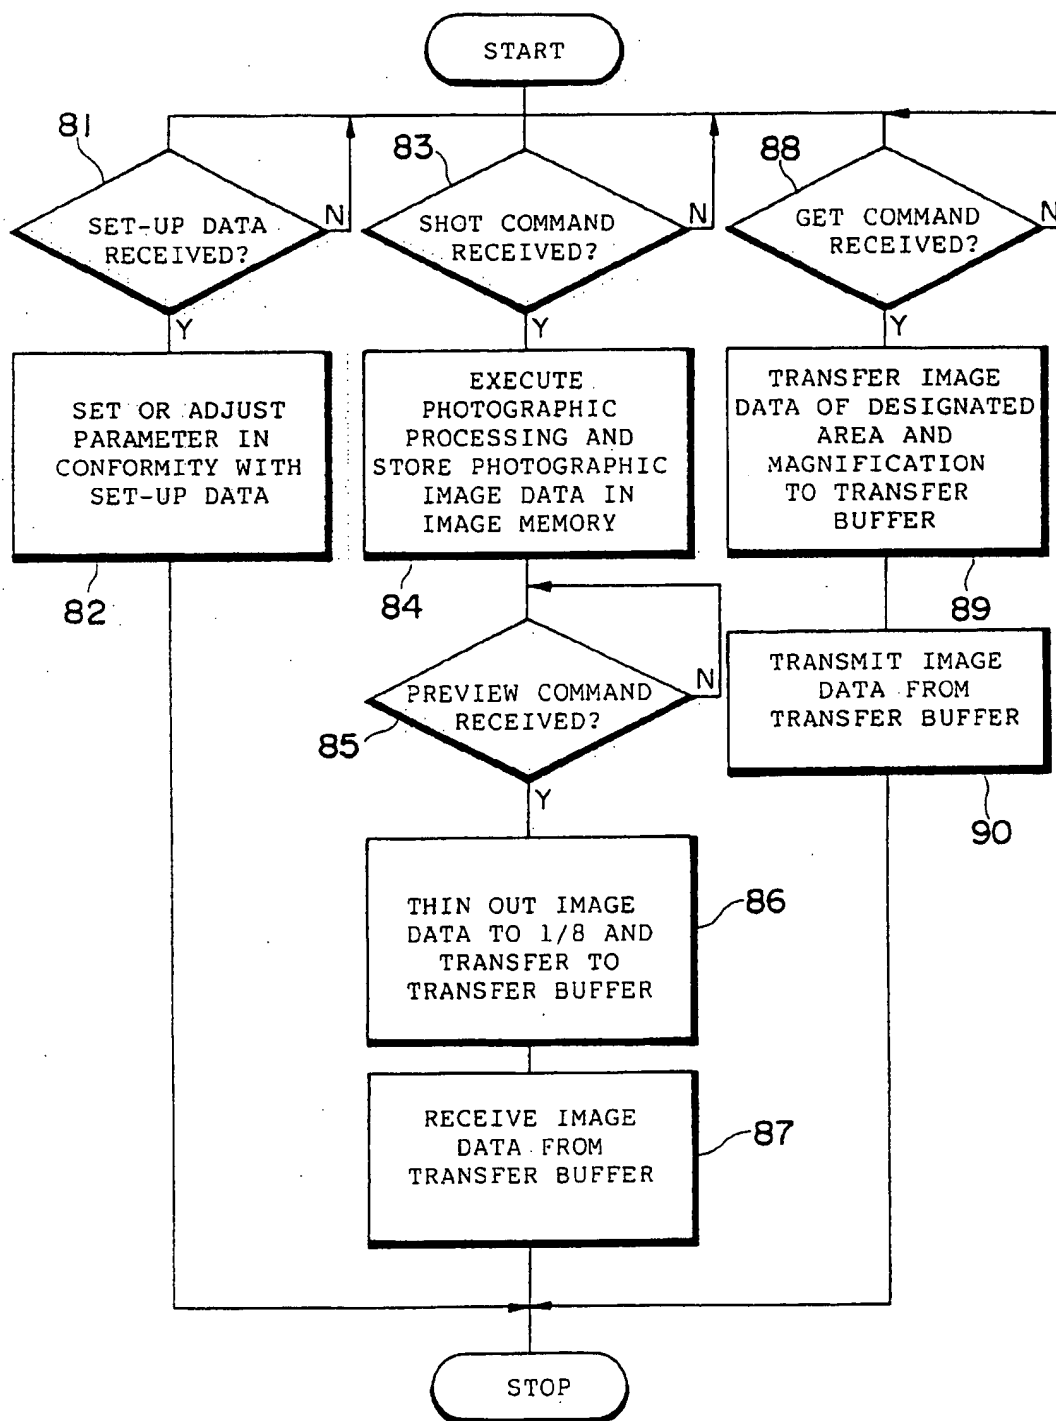 START
81
SET-UP DATA
RECEIVED?
N
Y
83
SHOT COMMAND
RECEIVED?
N
Y
88
GET COMMAND
RECEIVED?
N
Y
SET OR ADJUST
PARAMETER IN
CONFORMITY WITH
SET-UP DATA
82
EXECUTE
PHOTOGRAPHIC
PROCESSING AND
STORE PHOTOGRAPHIC
IMAGE DATA IN
IMAGE MEMORY
84
TRANSFER IMAGE
DATA OF DESIGNATED
AREA AND
MAGNIFICATION
TO TRANSFER
BUFFER
89
PREVIEW COMMAND
RECEIVED?
N
85
Y
TRANSMIT IMAGE
DATA FROM
TRANSFER BUFFER
90
THIN OUT IMAGE
DATA TO 1/8 AND
TRANSFER TO
TRANSFER BUFFER
86
RECEIVE IMAGE
DATA FROM
TRANSFER BUFFER
87
STOP